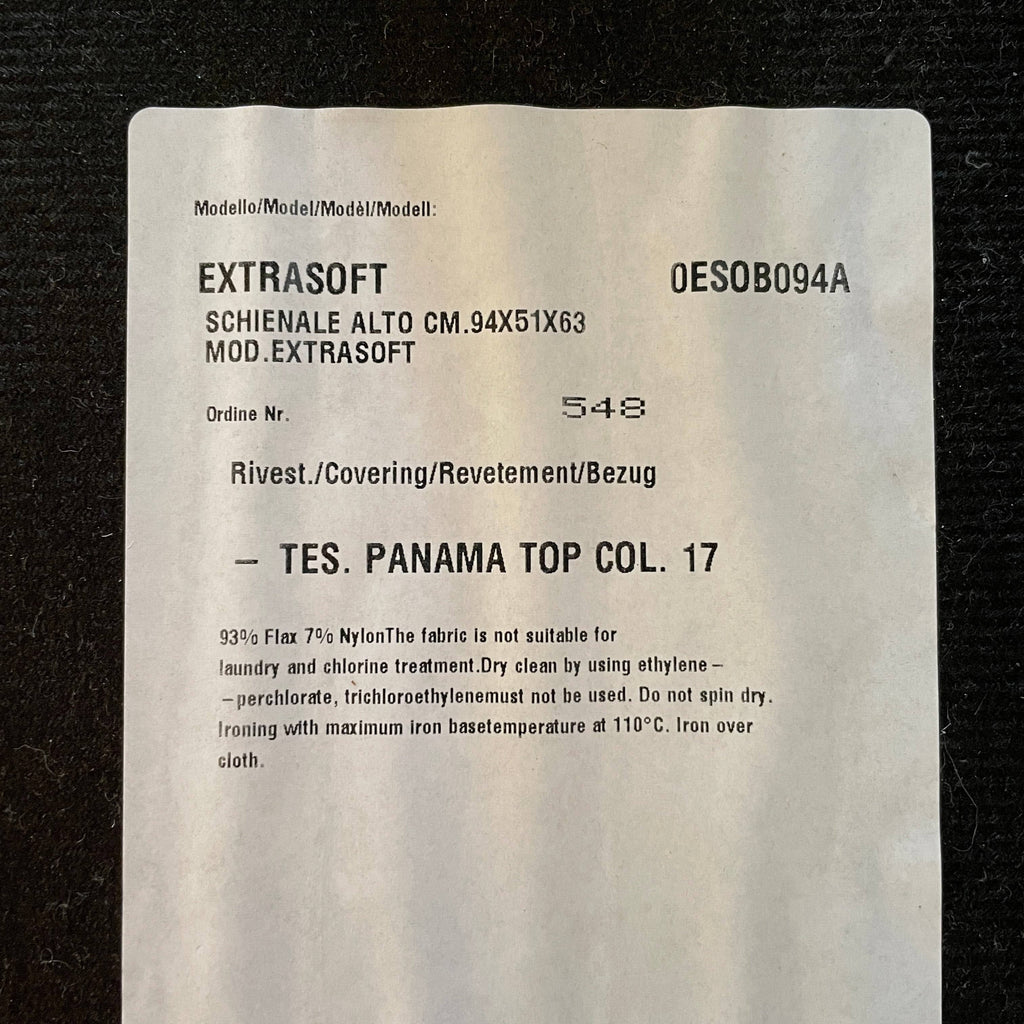 Modello/Model/Modèl/Modell:
EXTRASOFT 0ESOB094A
SCHIENALE ALTO CM.94X51X63
MOD.EXTRASOFT
Ordine Nr. 548
Rivest./Covering/Revetement/Bezug
– TES. PANAMA TOP COL. 17
93% Flax 7% NylonThe fabric is not suitable for
laundry and chlorine treatment.Dry clean by using ethylene –
–perchlorate, trichloroethylenemust not be used. Do not spin dry.
Ironing with maximum iron basetemperature at 110°C. Iron over
cloth.